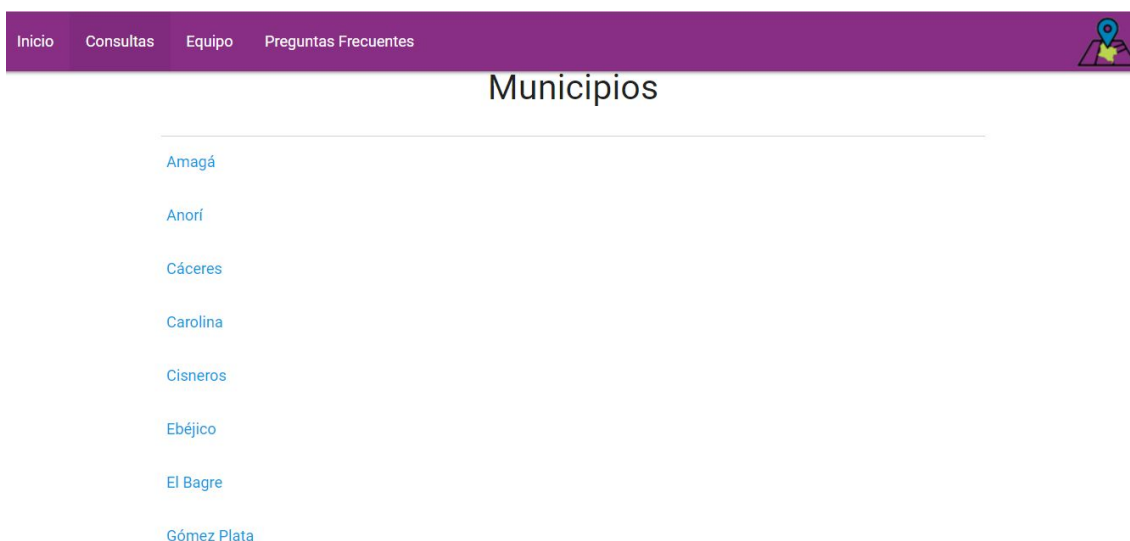 Inicio Consultas Equipo Preguntas Frecuentes
Municipios
Amagá
Anorí
Cáceres
Carolina
Cisneros
Ebéjico
El Bagre
Gómez Plata